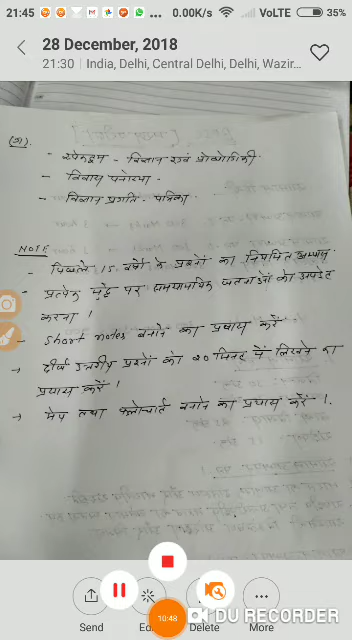 21:45 ... 0.00K/s VoLTE 35%
28 December, 2018
21:30 | India, Delhi, Central Delhi, Delhi, Wazir...
- स्पेक्ट्रम - विज्ञान एवं प्रौद्योगिकी
- विज्ञान प्रगति - पत्रिका
NOTE
- पिछले 15 वर्षों के प्रश्नों का नियमित अभ्यास
- प्रत्येक मुद्दे पर समसामयिक घटनाओं को अपडेट
करना।
→ Short notes बनाने का प्रयास करें
→ दीर्घ उत्तरीय प्रश्नों को 20 मिनट में लिखने का
प्रयास करें।
→ मैप तथा फ्लोचार्ट बनाने का प्रयास करें।
10:48
DU RECORDER
Send Delete More